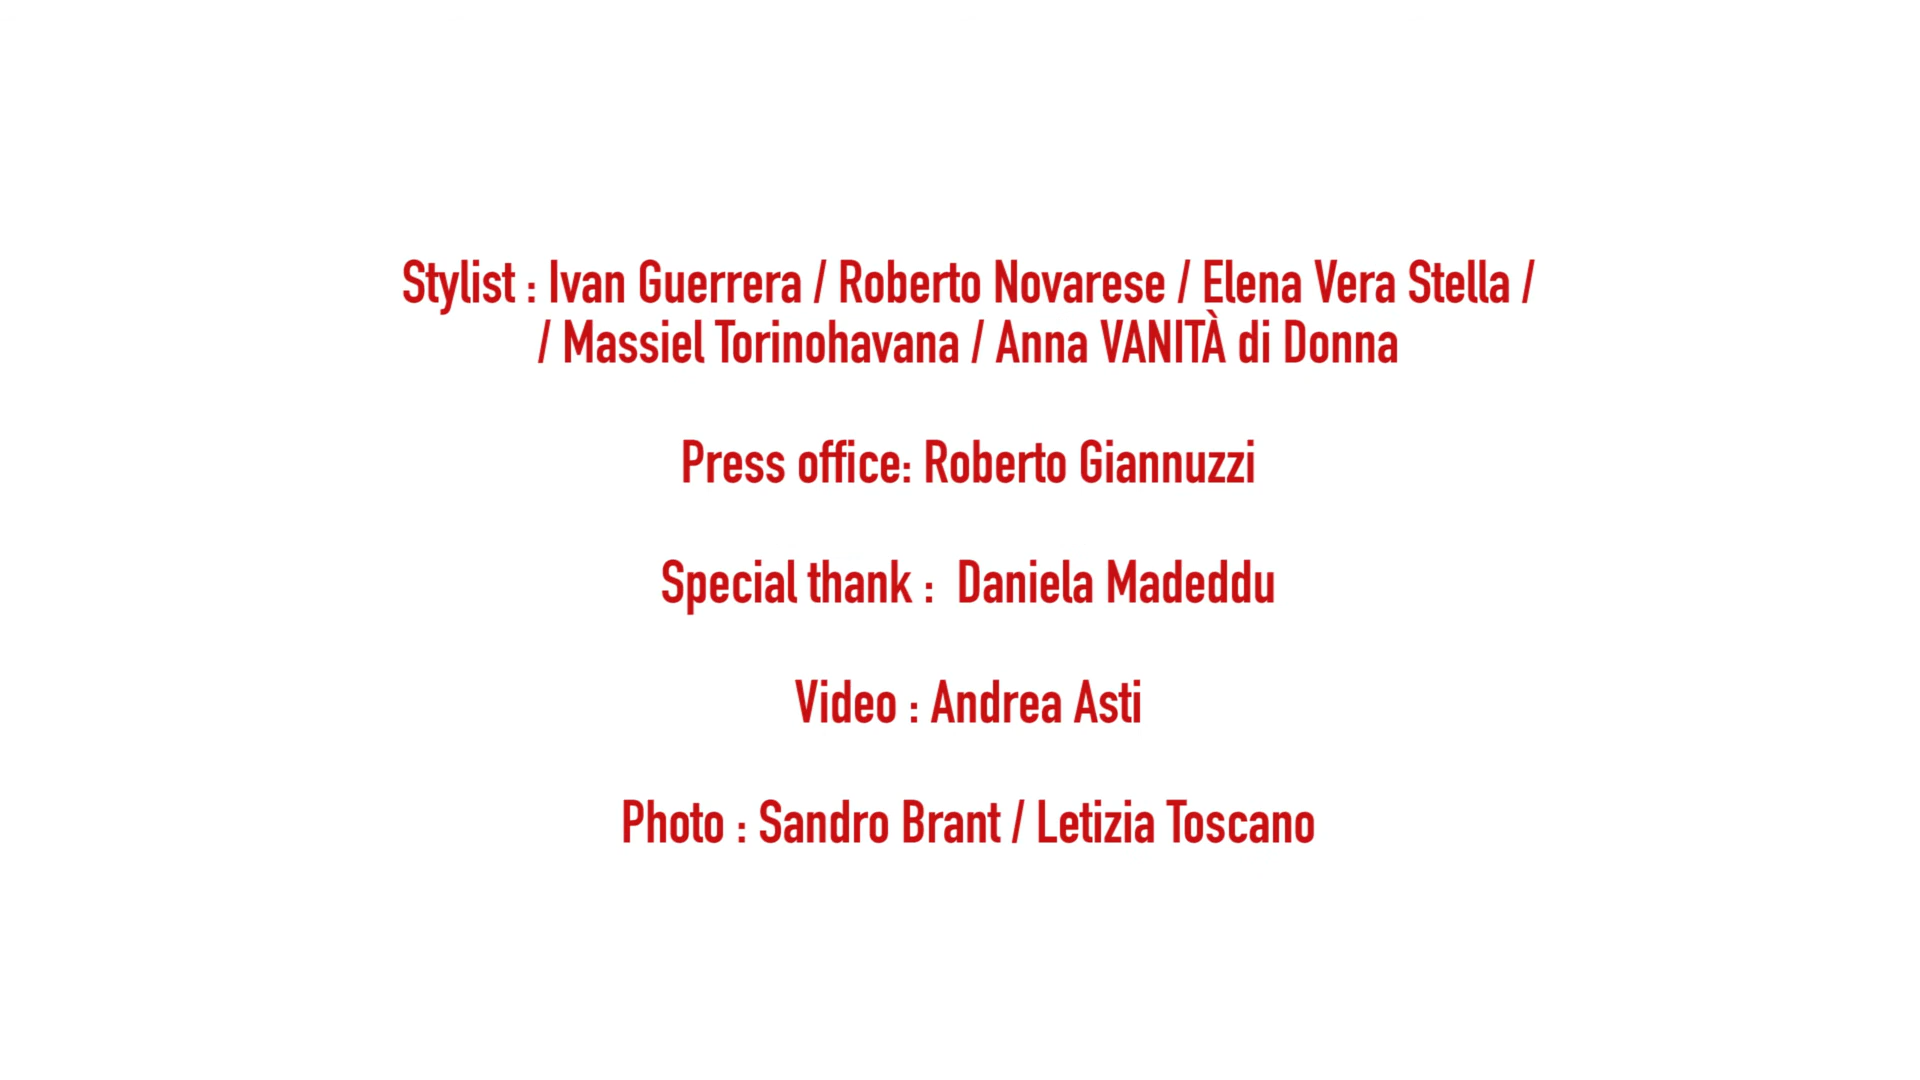 Stylist : Ivan Guerrera / Roberto Novarese / Elena Vera Stella /
/ Massiel Torinohavana / Anna VANITÀ di Donna
Press office: Roberto Giannuzzi
Special thank :  Daniela Madeddu
Video : Andrea Asti
Photo : Sandro Brant / Letizia Toscano